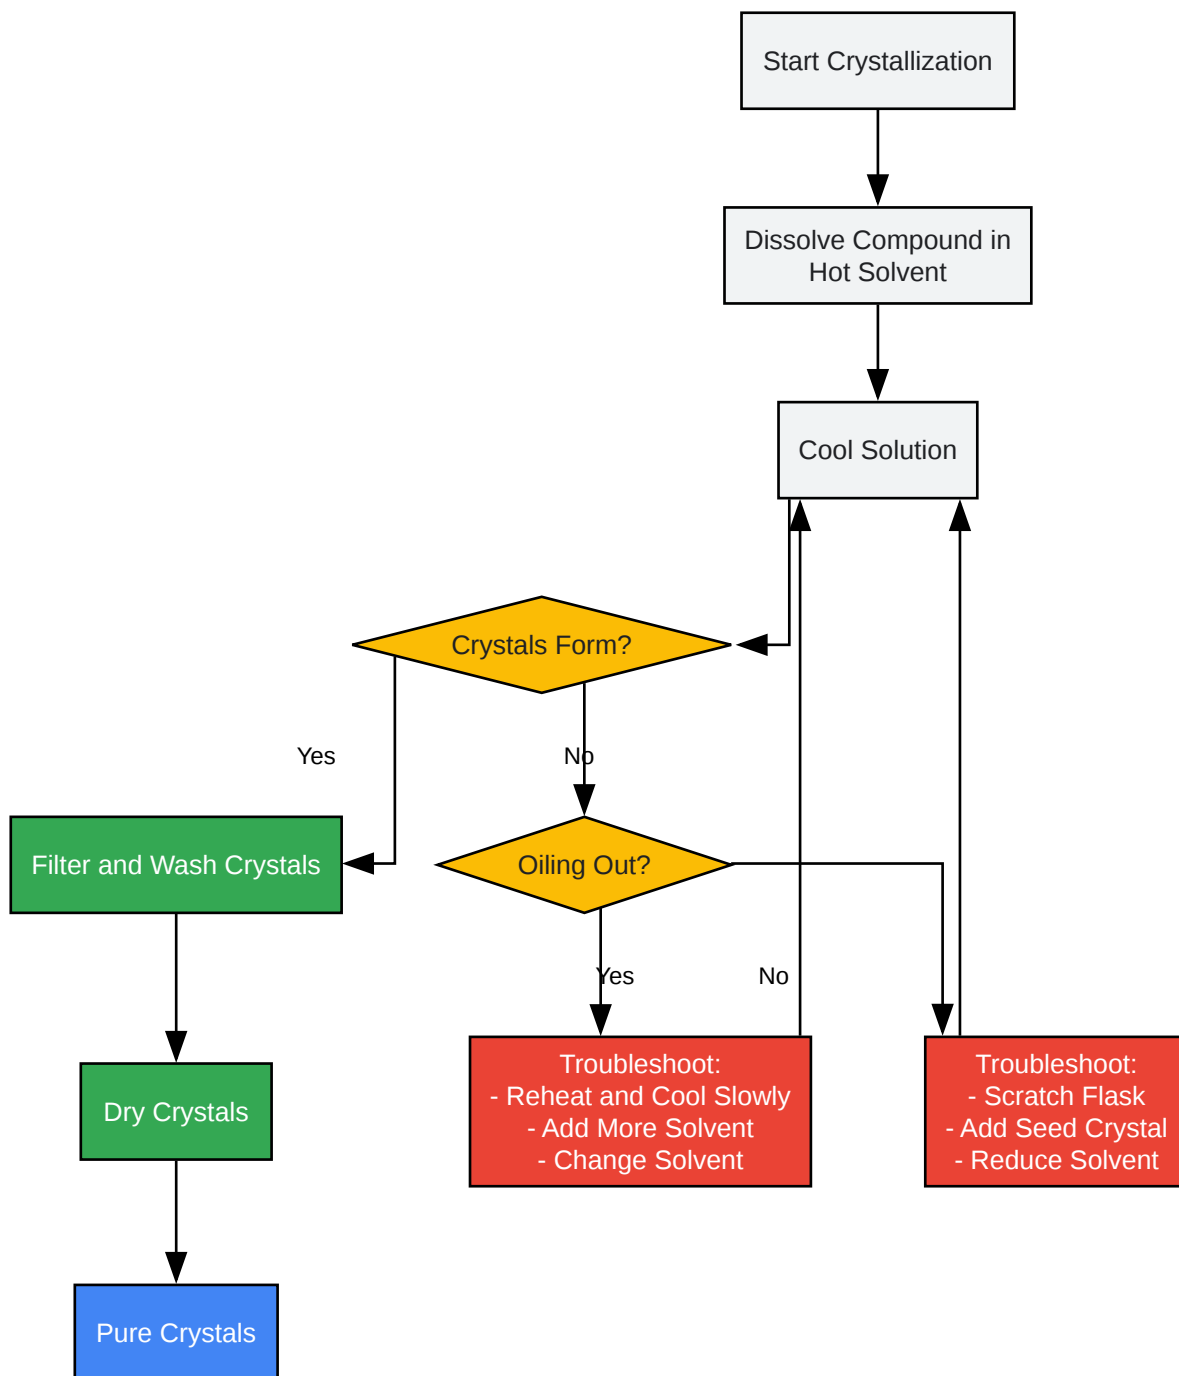 Start Crystallization
Dissolve Compound in
Hot Solvent
Cool Solution
Crystals Form?
Yes
No
Filter and Wash Crystals
Oiling Out?
Yes
No
Troubleshoot:
- Reheat and Cool Slowly
- Add More Solvent
- Change Solvent
Troubleshoot:
- Scratch Flask
- Add Seed Crystal
- Reduce Solvent
Dry Crystals
Pure Crystals